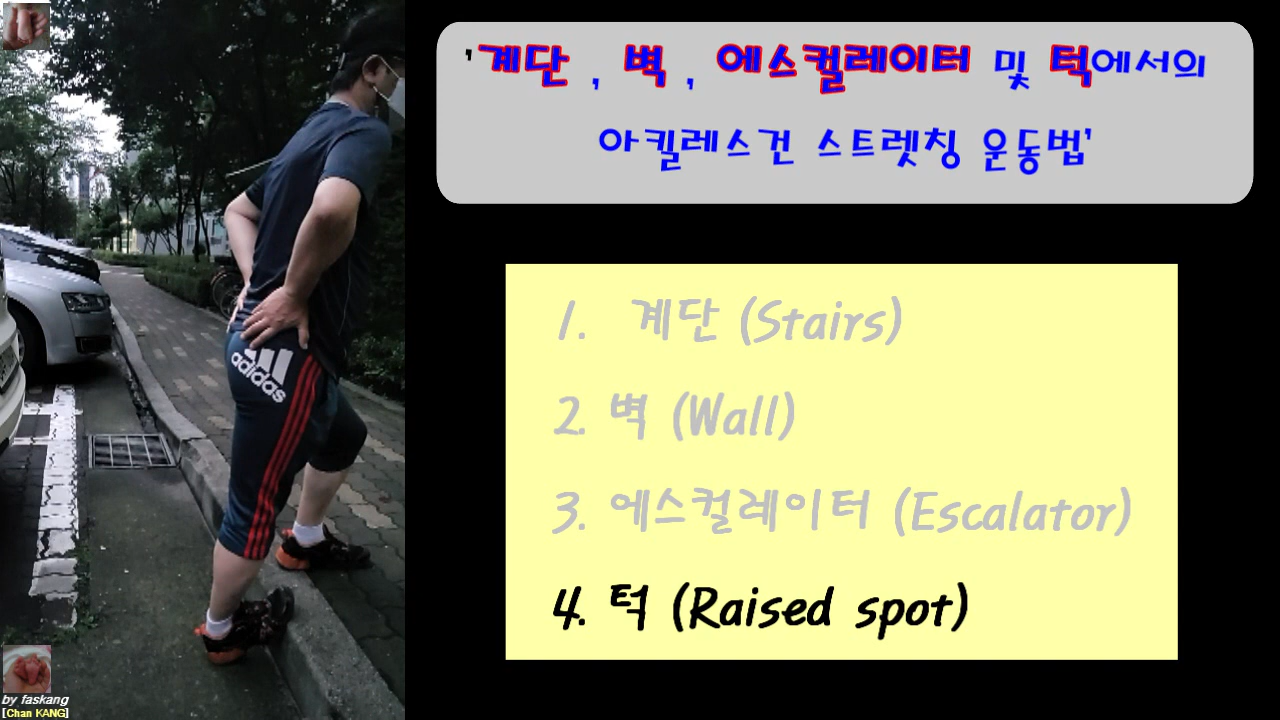 '계단 , 벽 , 에스컬레이터 및 턱에서의
아킬레스건 스트렛칭 운동법'
1. 계단 (Stairs)
2. 벽 (Wall)
3. 에스컬레이터 (Escalator)
4. 턱 (Raised spot)
adidas
by faskang
[Chan KANG]